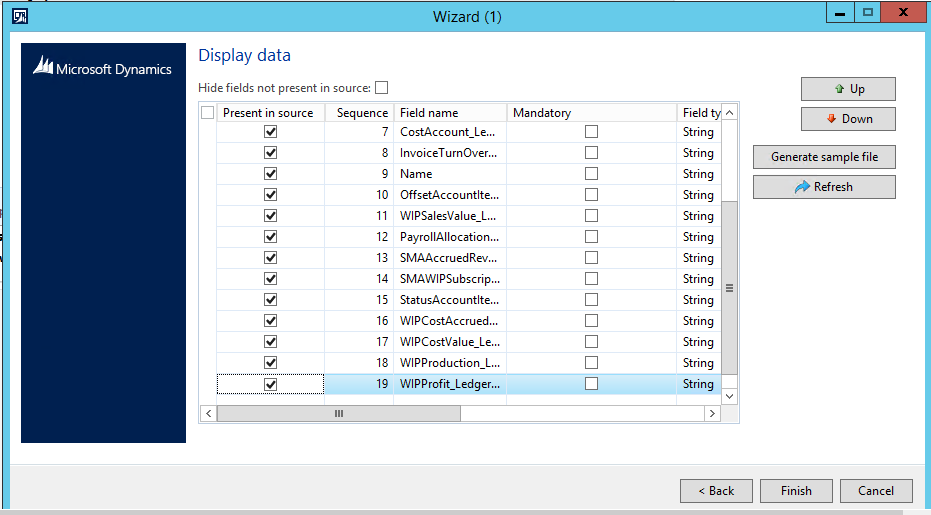 Wizard (1)
Microsoft Dynamics
Display data
Hide fields not present in source:
Present in source Sequence Field name Mandatory Field ty
7 CostAccount_Le... String
8 InvoiceTurnOver... String
9 Name String
10 OffsetAccountIte... String
11 WIPSalesValue_L... String
12 PayrollAllocation... String
13 SMAAccruedRev... String
14 SMAWIPSubscrip... String
15 StatusAccountIte... String
16 WIPCostAccrued... String
17 WIPCostValue_Le... String
18 WIPProduction_L... String
19 WIPProfit_Ledger... String
Up
Down
Generate sample file
Refresh
< Back Finish Cancel